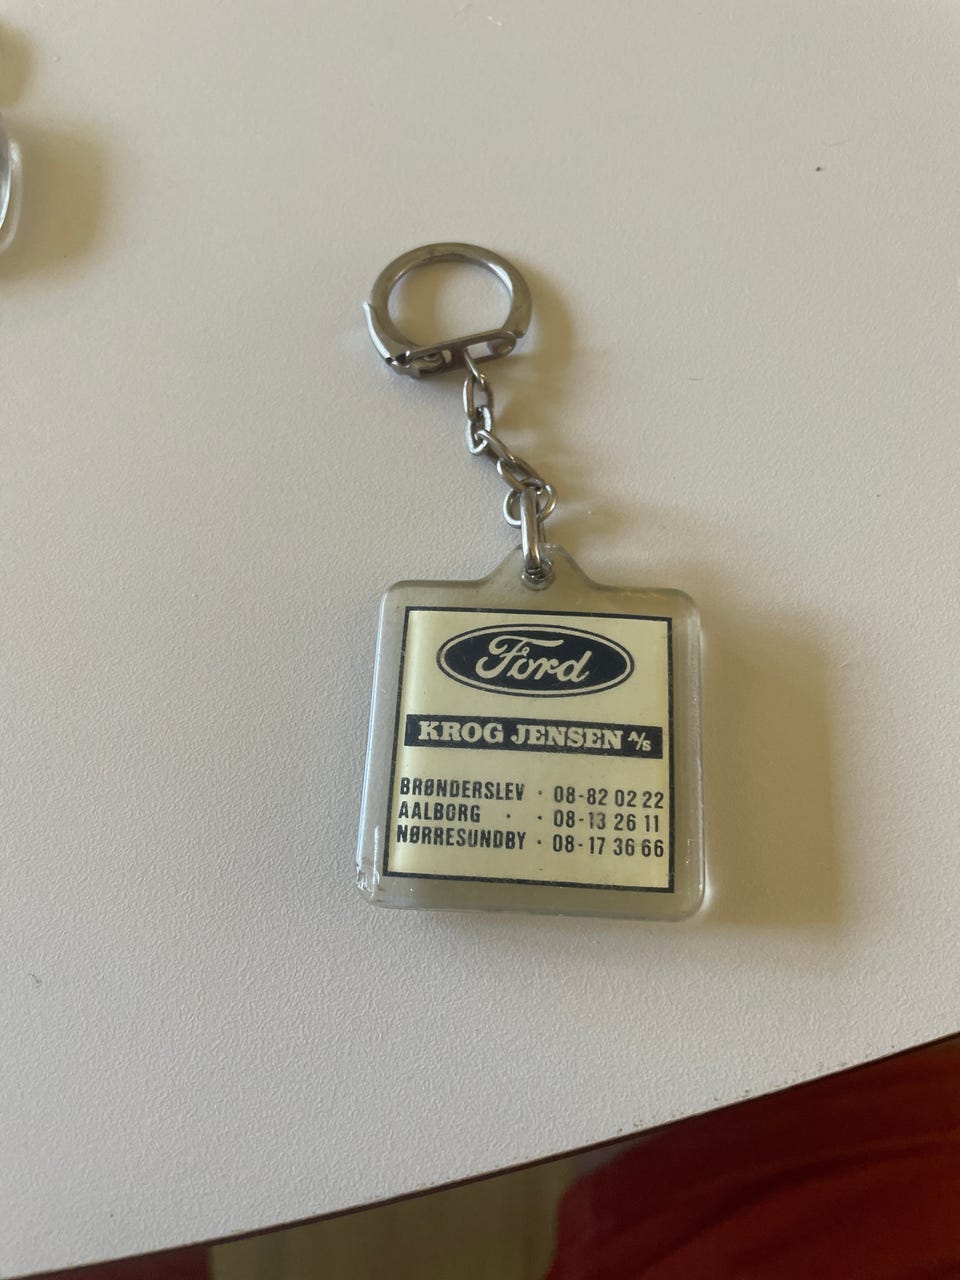 Ford
KROG JENSEN A/S
BRØNDERSLEV · 08-82 02 22
AALBORG · · 08-13 26 11
NØRRESUNDBY · 08-17 36 66